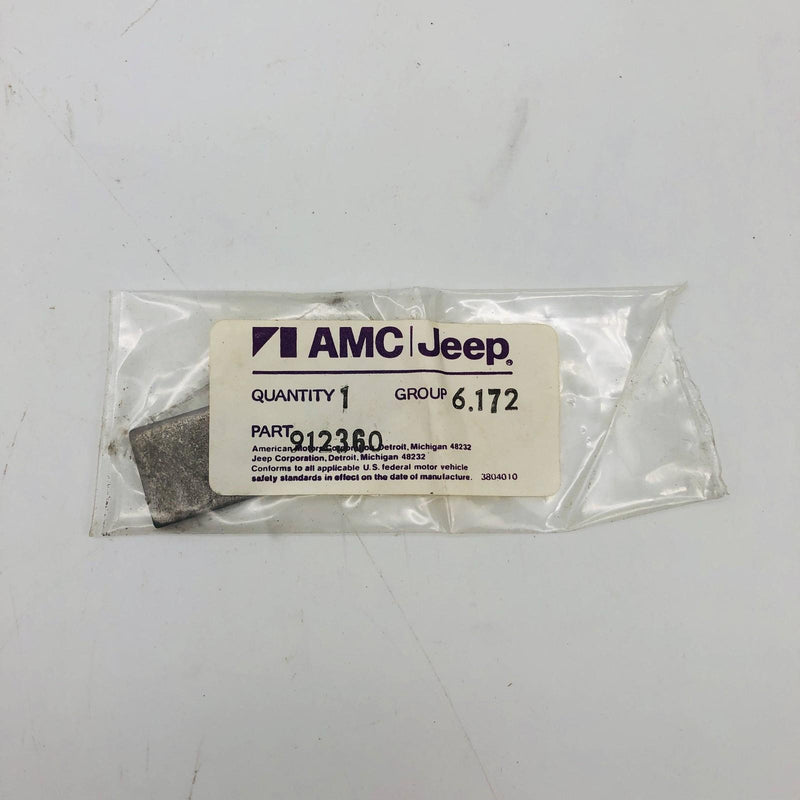 AMC|Jeep®
QUANTITY 1 GROUP 6.172
PART 912360
American Motors Corporation, Detroit, Michigan 48232
Jeep Corporation, Detroit, Michigan 48232
Conforms to all applicable U.S. federal motor vehicle
safety standards in effect on the date of manufacture. 3804010